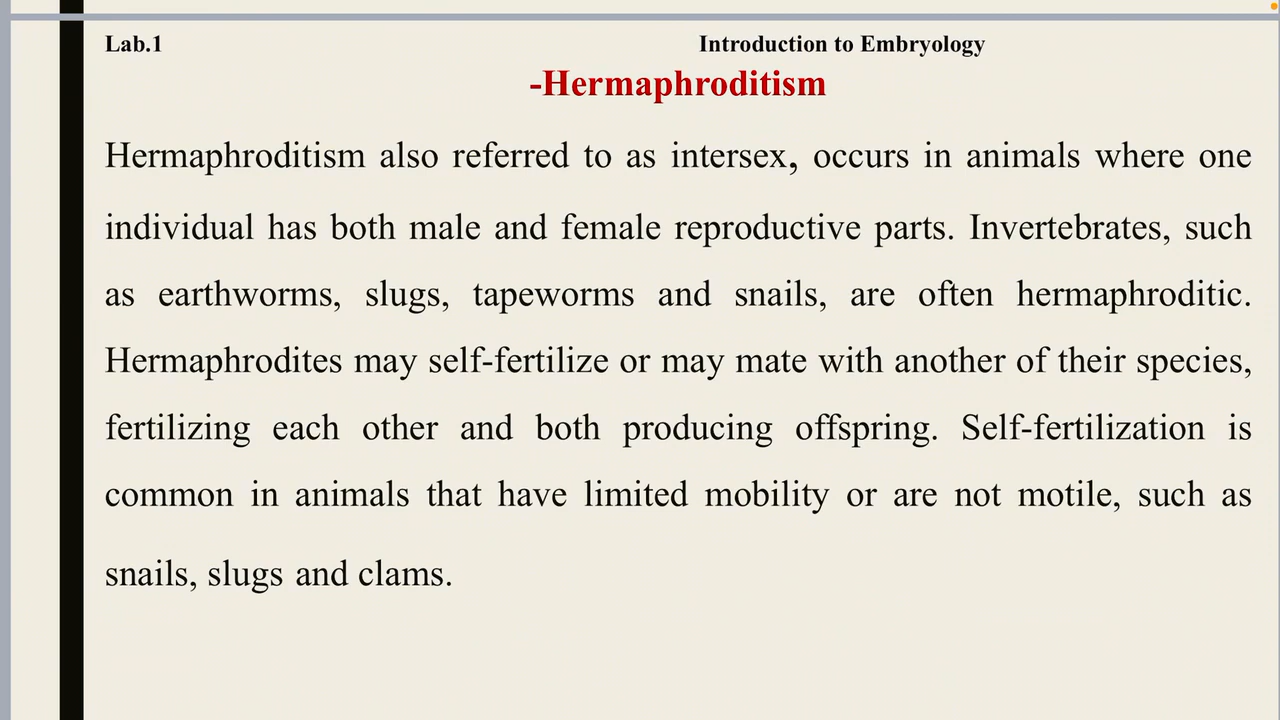 Lab.1 Introduction to Embryology
-Hermaphroditism
Hermaphroditism also referred to as intersex, occurs in animals where one
individual has both male and female reproductive parts. Invertebrates, such
as earthworms, slugs, tapeworms and snails, are often hermaphroditic.
Hermaphrodites may self-fertilize or may mate with another of their species,
fertilizing each other and both producing offspring. Self-fertilization is
common in animals that have limited mobility or are not motile, such as
snails, slugs and clams.